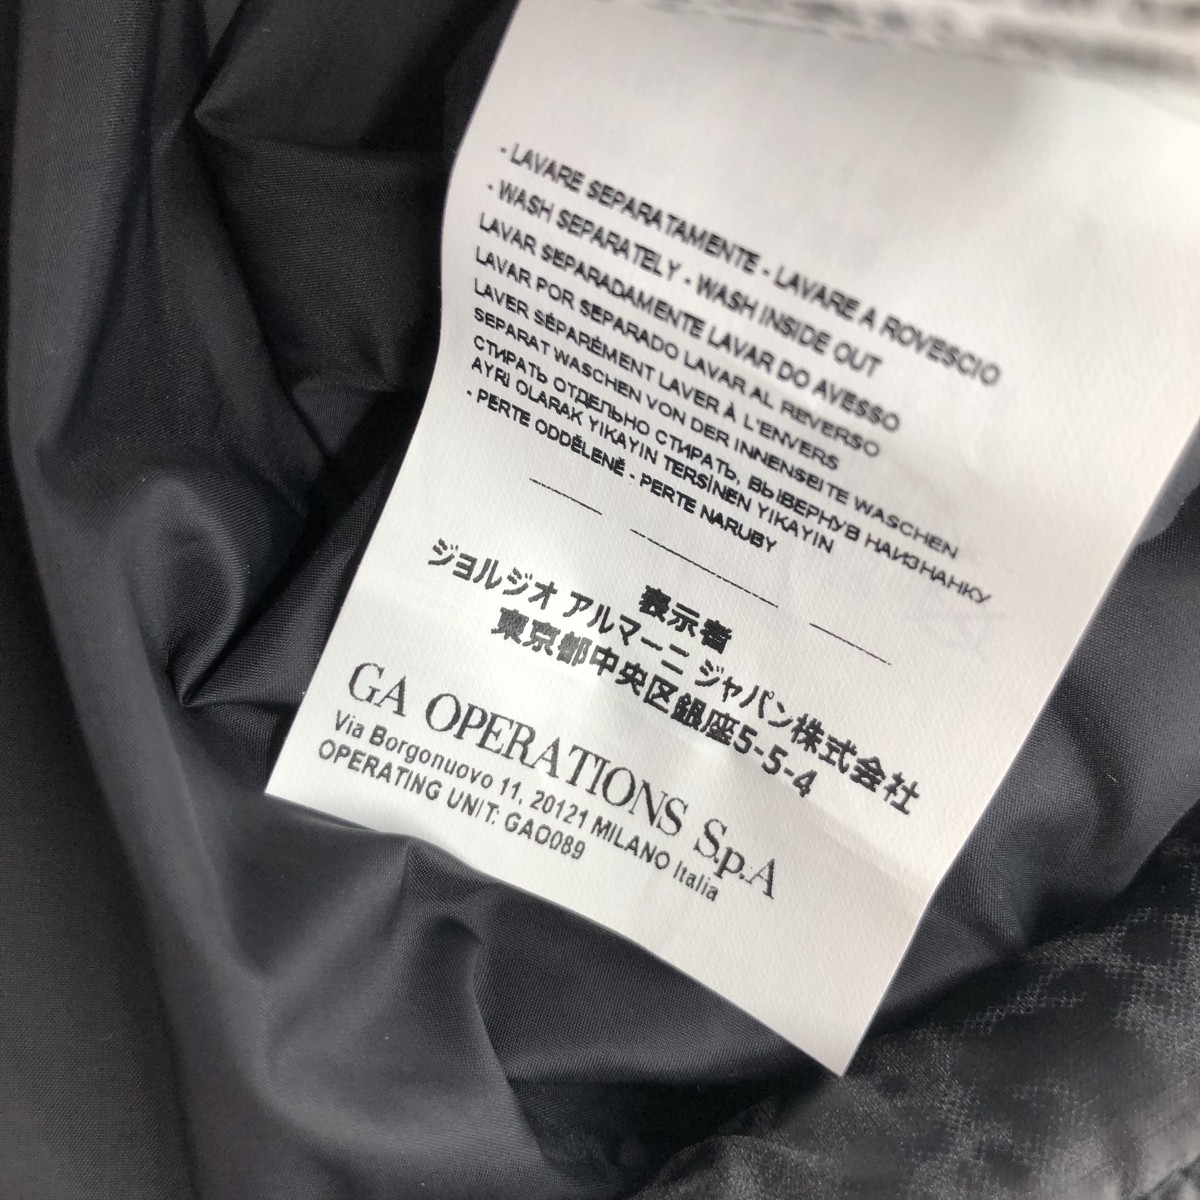 - LAVARE SEPARATAMENTE - LAVARE A ROVESCIO
- WASH SEPARATELY - WASH INSIDE OUT
LAVAR SEPARADAMENTE LAVAR DO AVESSO
LAVAR POR SEPARADO LAVAR AL REVERSO
LAVER SÉPARÉMENT LAVER À L'ENVERS
SEPARAT WASCHEN VON DER INNENSEITE WASCHEN
СТИРАТЬ ОТДЕЛЬНО СТИРАТЬ, ВЫВЕРНУВ НАИЗНАНКУ
AYRI OLARAK YIKAYIN TERSİNEN YIKAYIN
- PERTE ODDĚLENĚ - PERTE NARUBY
表示者
ジョルジオ アルマーニ ジャパン株式会社
東京都中央区銀座5-5-4
GA OPERATIONS S.p.A
Via Borgonuovo 11, 20121 MILANO Italia
OPERATING UNIT: GAO089